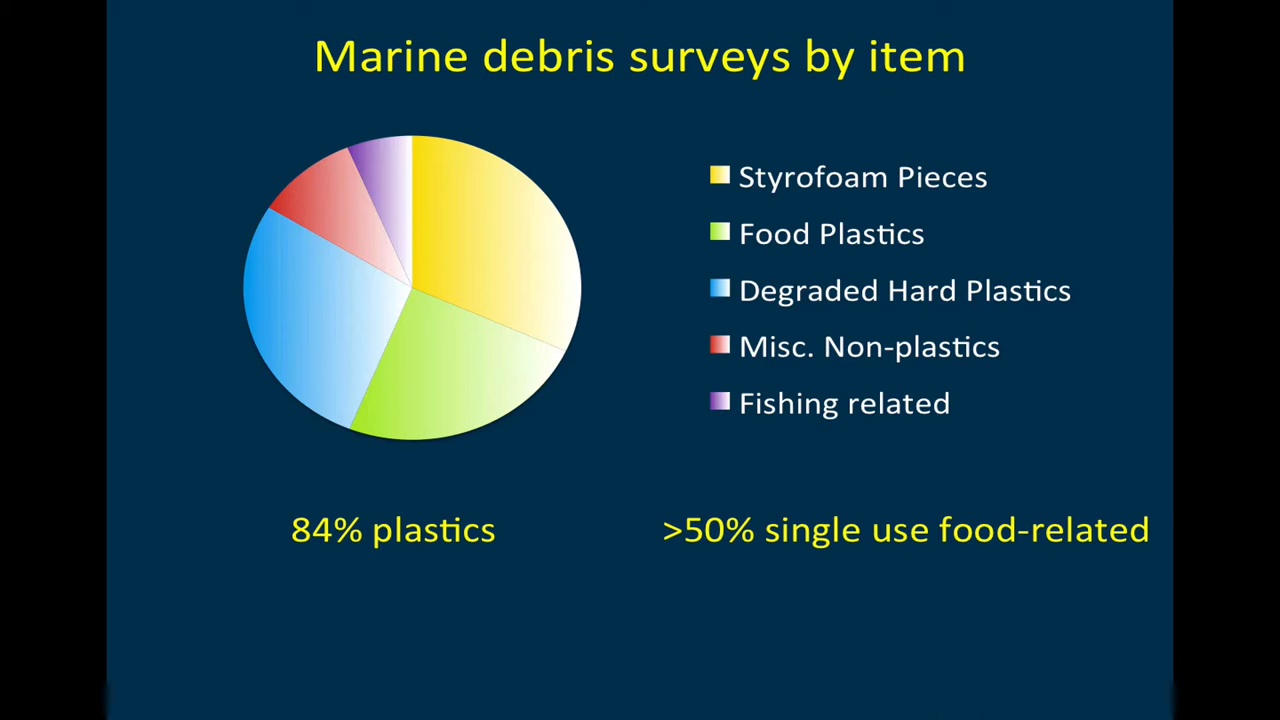 Marine debris surveys by item
Styrofoam Pieces
Food Plastics
Degraded Hard Plastics
Misc. Non-plastics
Fishing related
84% plastics
>50% single use food-related